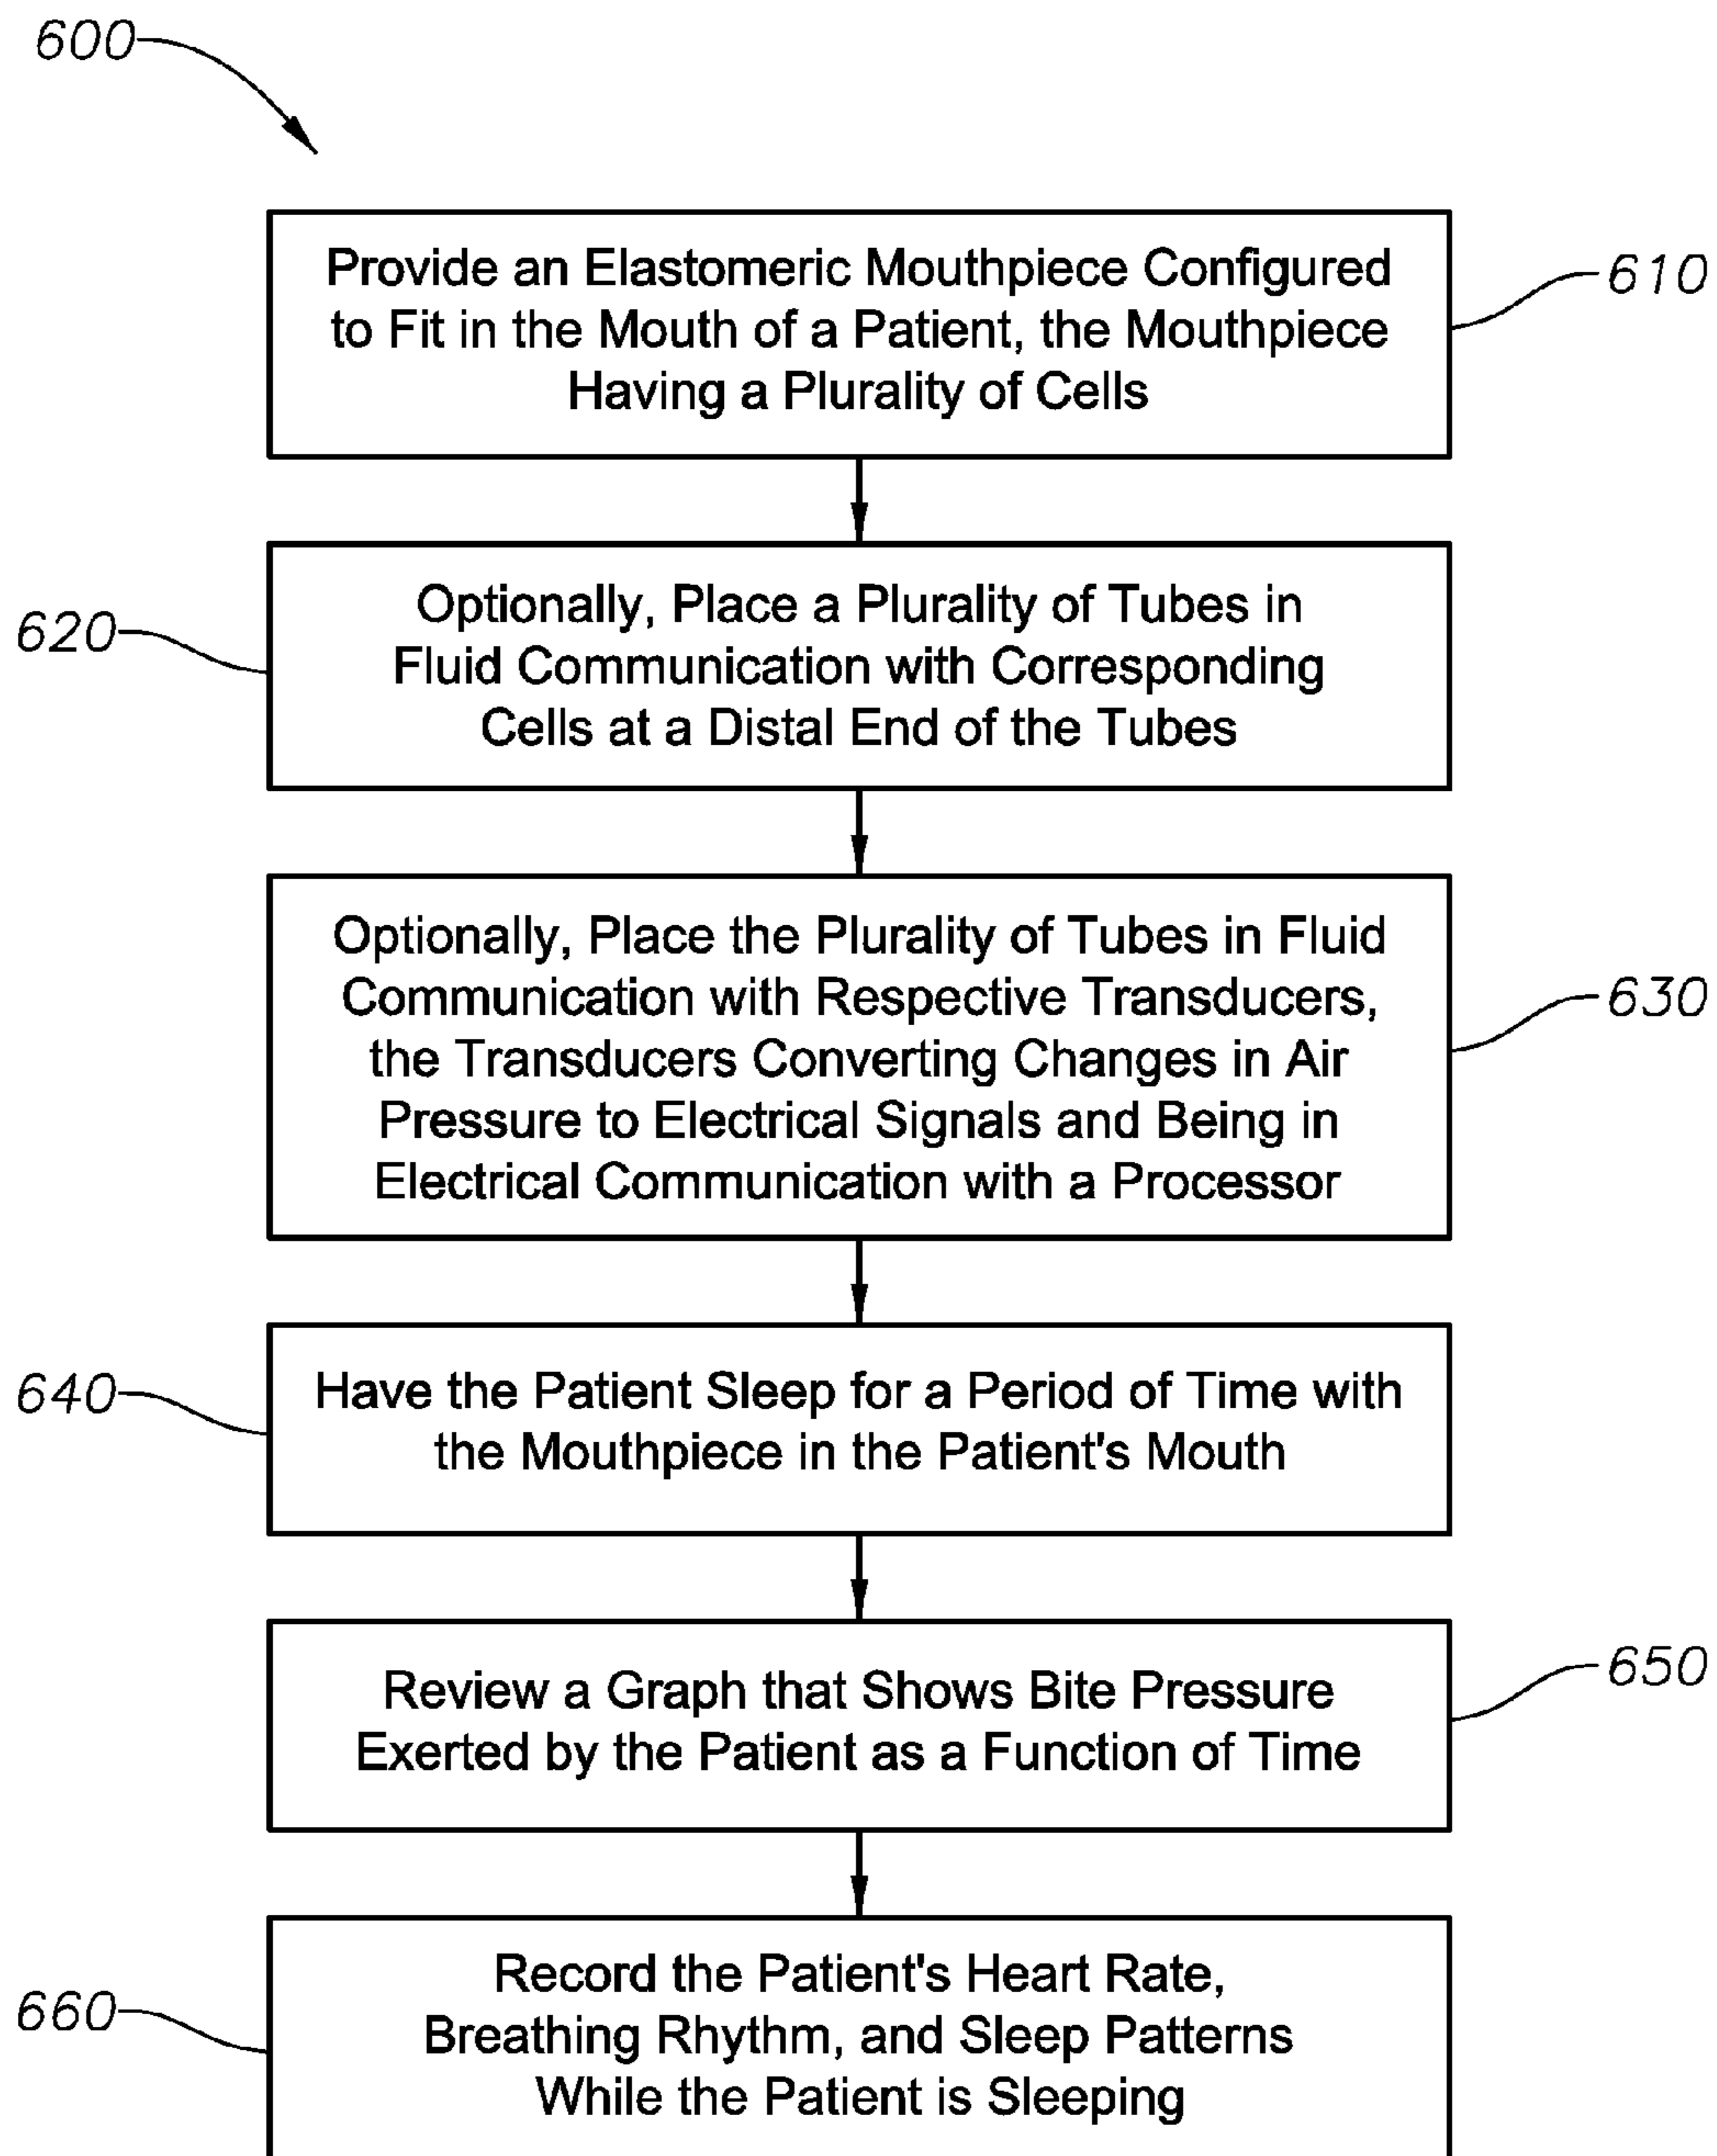 600
Provide an Elastomeric Mouthpiece Configured
to Fit in the Mouth of a Patient, the Mouthpiece
Having a Plurality of Cells
610
Optionally, Place a Plurality of Tubes in
Fluid Communication with Corresponding
Cells at a Distal End of the Tubes
620
Optionally, Place the Plurality of Tubes in Fluid
Communication with Respective Transducers,
the Transducers Converting Changes in Air
Pressure to Electrical Signals and Being in
Electrical Communication with a Processor
630
Have the Patient Sleep for a Period of Time with
the Mouthpiece in the Patient's Mouth
640
Review a Graph that Shows Bite Pressure
Exerted by the Patient as a Function of Time
650
Record the Patient's Heart Rate,
Breathing Rhythm, and Sleep Patterns
While the Patient is Sleeping
660